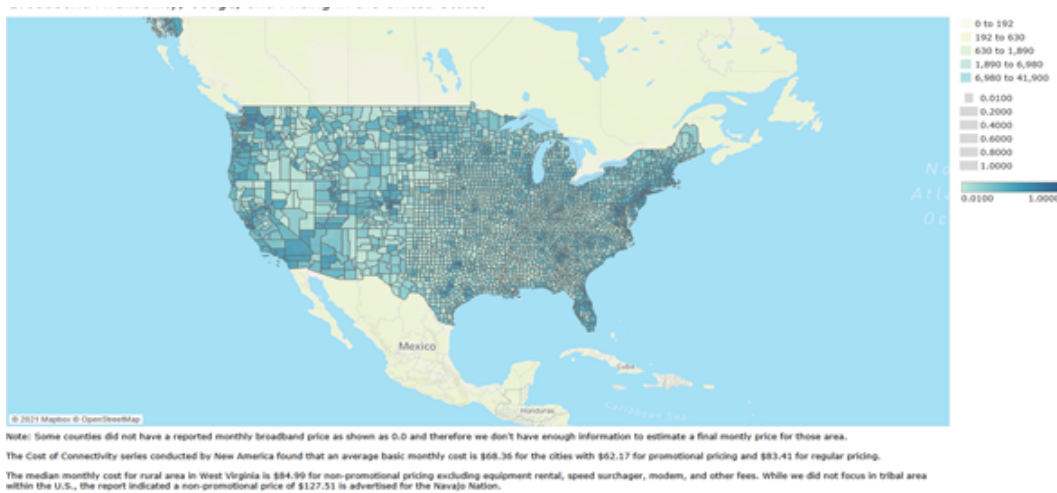 0 to 192
192 to 630
630 to 1,890
1,890 to 6,980
6,980 to 41,900
0.0100
0.2000
0.4000
0.6000
0.8000
1.0000
0.0100 1.0000
No
Atl
Oc
Mexico
Cuba
Honduras
Caribbean Sea
© 2021 Mapbox © OpenStreetMap
Note: Some counties did not have a reported monthly broadband price as shown as 0.0 and therefore we don't have enough information to estimate a final montly price for those area.
The Cost of Connectivity series conducted by New America found that an average basic monthly cost is $68.36 for the cities with $62.17 for promotional pricing and $83.41 for regular pricing.
The median monthly cost for rural area in West Virginia is $84.99 for non-promotional pricing excluding equipment rental, speed surchager, modem, and other fees. While we did not focus in tribal area
within the U.S., the report indicated a non-promotional price of $127.51 is advertised for the Navajo Nation.